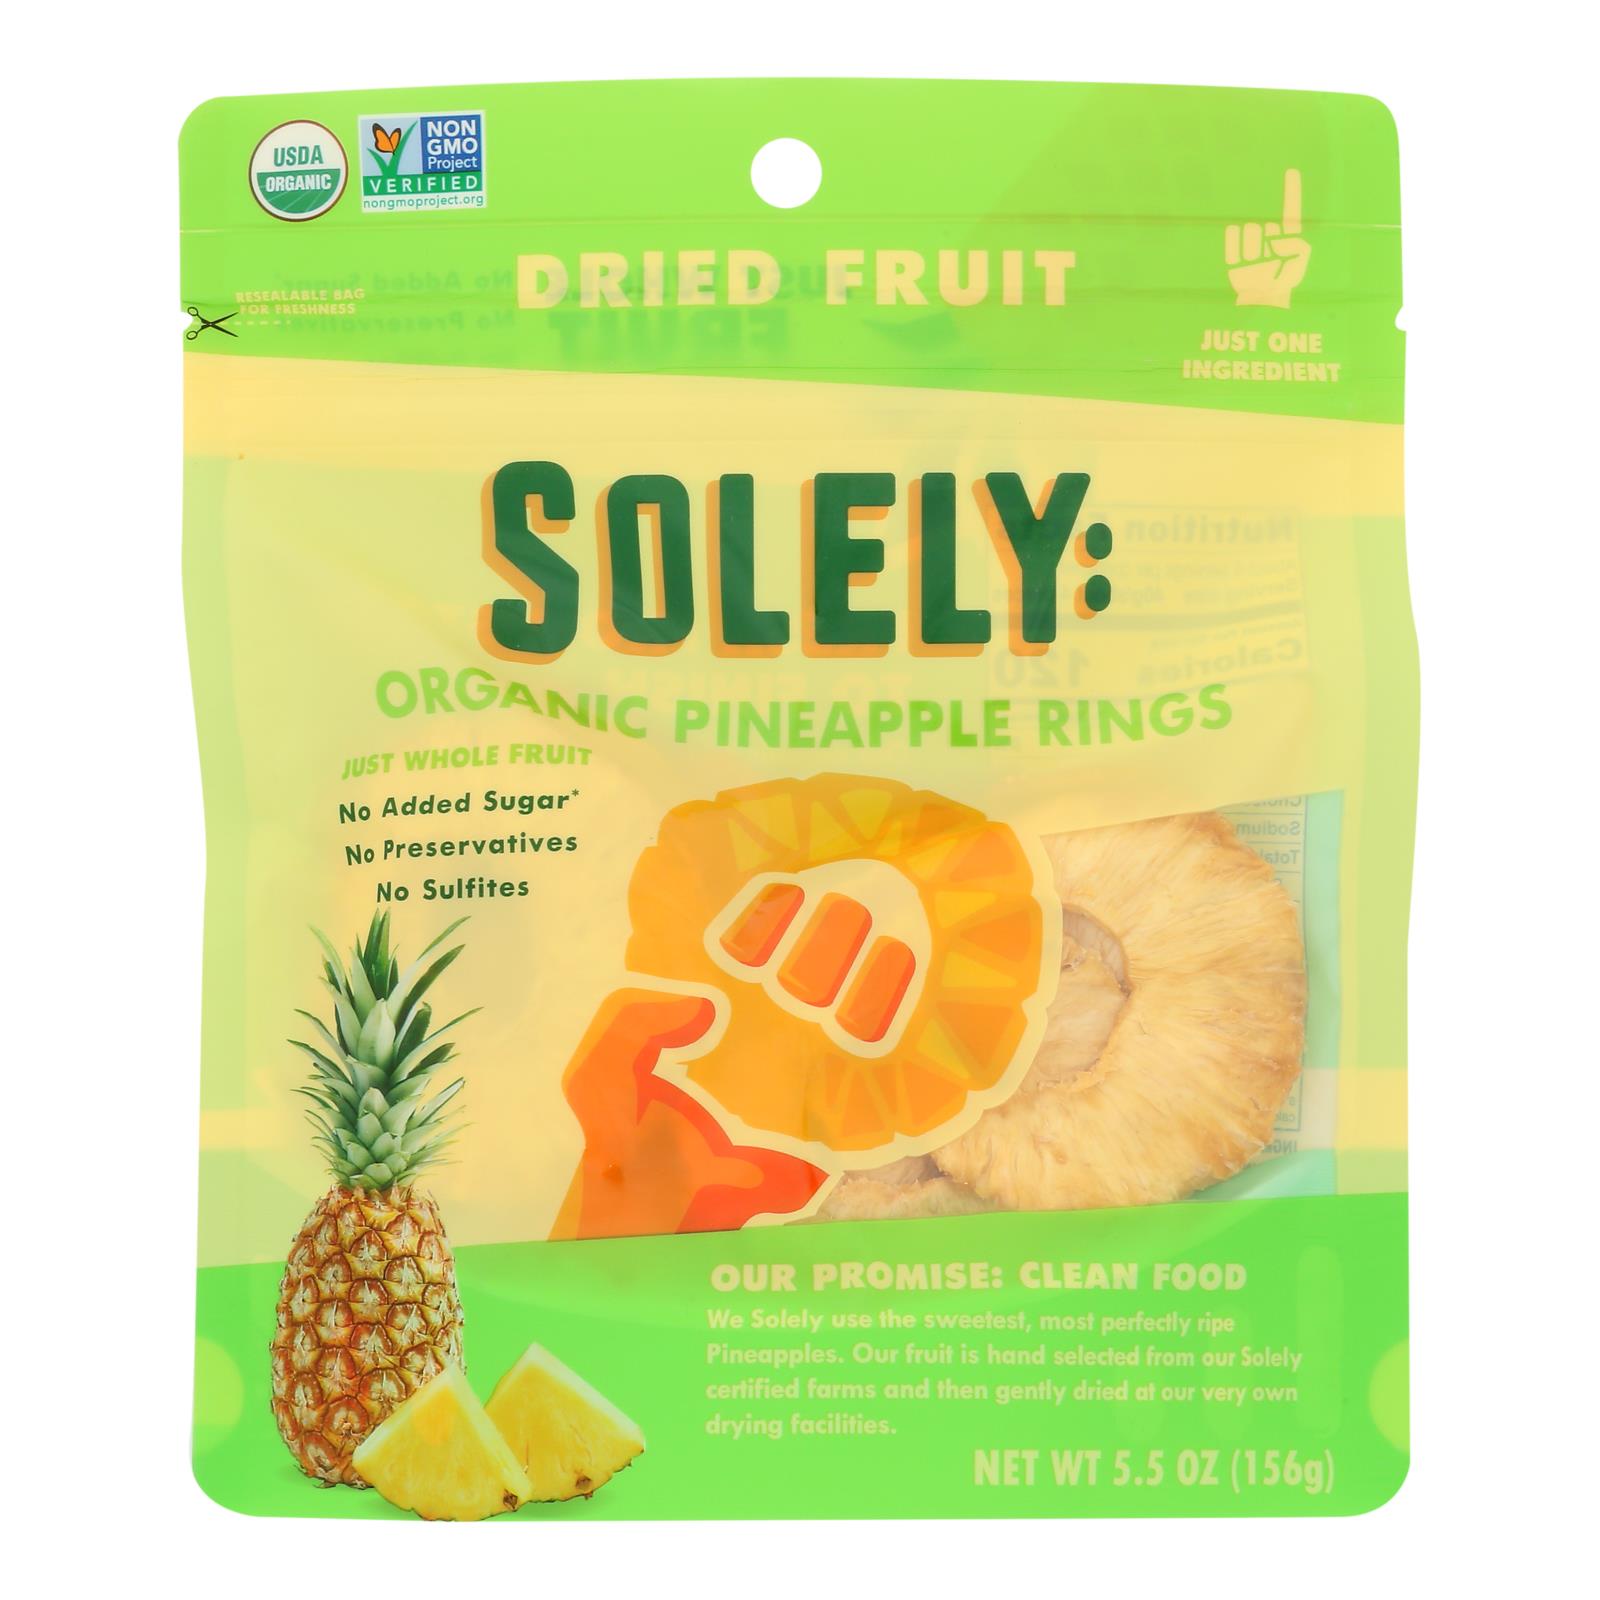 USDA
ORGANIC
NON
GMO
Project
VERIFIED
nongmoproject.org
DRIED FRUIT
RESEALABLE BAG
FOR FRESHNESS
JUST ONE
INGREDIENT
SOLELY:
ORGANIC PINEAPPLE RINGS
JUST WHOLE FRUIT
No Added Sugar*
No Preservatives
No Sulfites
OUR PROMISE: CLEAN FOOD
We Solely use the sweetest, most perfectly ripe
Pineapples. Our fruit is hand selected from our Solely
certified farms and then gently dried at our very own
drying facilities.
NET WT 5.5 OZ (156g)